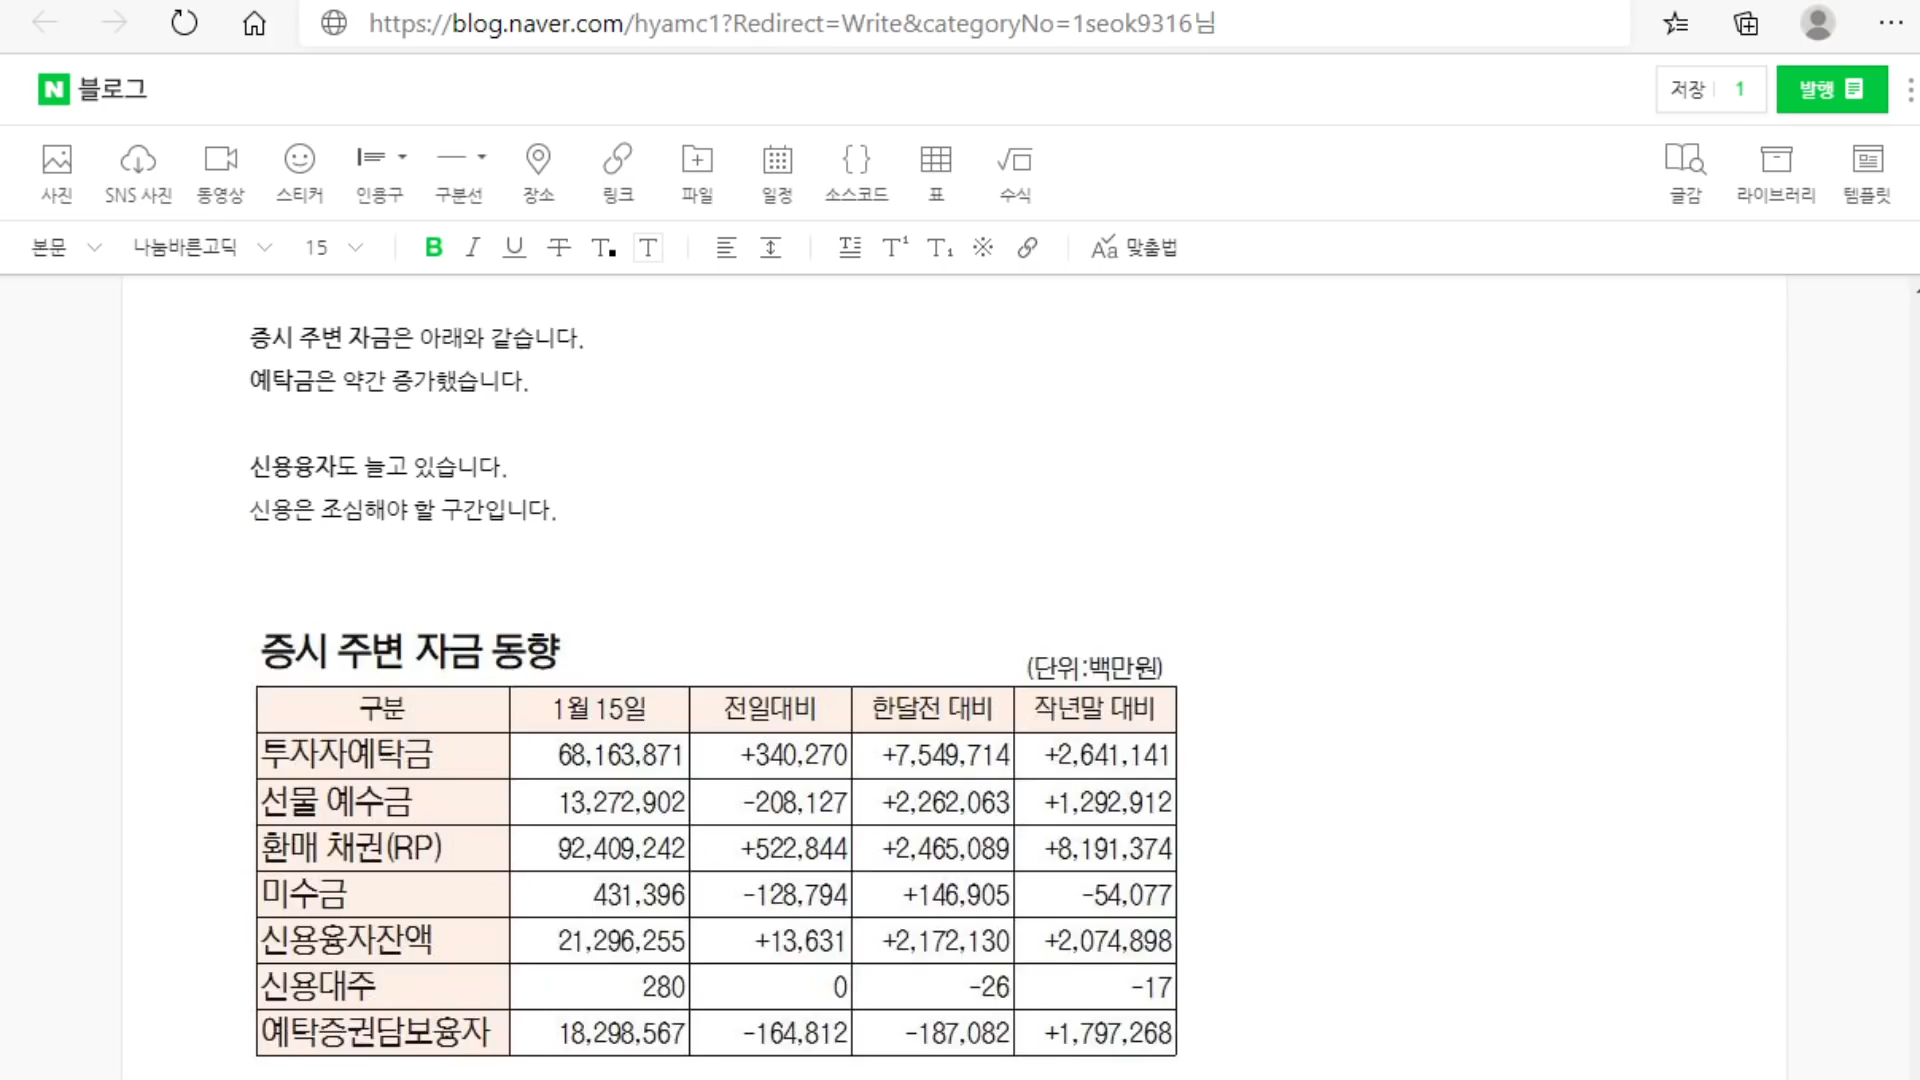 https://blog.naver.com/hyamc1?Redirect=Write&categoryNo=1seok9316님
N 블로그
저장 1 발행
사진 SNS 사진 동영상 스티커 인용구 구분선 장소 링크 파일 일정 소스코드 표 수식 글감 라이브러리 템플릿
본문 나눔바른고딕 15 B I U T T. T T¹ T₁ ※ 맞춤법
증시 주변 자금은 아래와 같습니다.
예탁금은 약간 증가했습니다.
신용융자도 늘고 있습니다.
신용은 조심해야 할 구간입니다.
증시 주변 자금 동향
(단위:백만원)
구분 1월 15일 전일대비 한달전 대비 작년말 대비
투자자예탁금 68,163,871 +340,270 +7,549,714 +2,641,141
선물 예수금 13,272,902 -208,127 +2,262,063 +1,292,912
환매 채권(RP) 92,409,242 +522,844 +2,465,089 +8,191,374
미수금 431,396 -128,794 +146,905 -54,077
신용융자잔액 21,296,255 +13,631 +2,172,130 +2,074,898
신용대주 280 0 -26 -17
예탁증권담보융자 18,298,567 -164,812 -187,082 +1,797,268